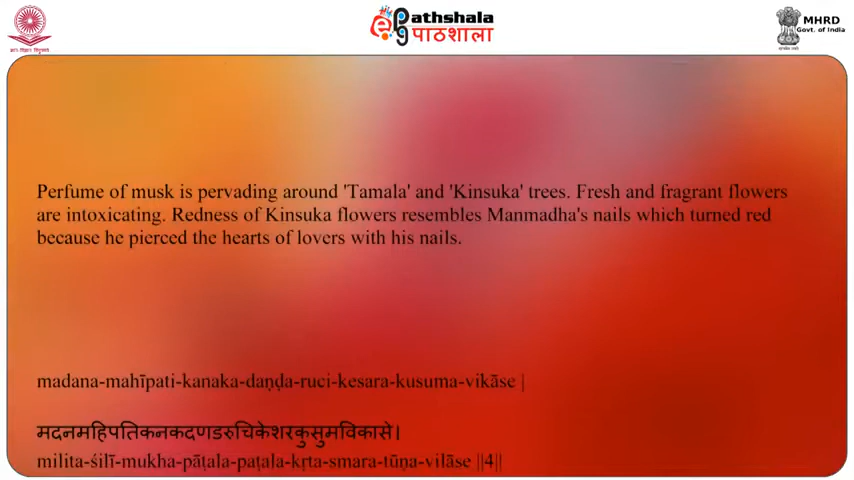 ePathshala
पाठशाला
MHRD
Govt. of India
Perfume of musk is pervading around 'Tamala' and 'Kinsuka' trees. Fresh and fragrant flowers
are intoxicating. Redness of Kinsuka flowers resembles Manmadha's nails which turned red
because he pierced the hearts of lovers with his nails.
madana-mahīpati-kanaka-daṇḍa-ruci-kesara-kusuma-vikāse |
मदनमहिपतिकनकदणडरुचिकेशरकुसुमविकासे।
milita-śilī-mukha-pāṭala-paṭala-kṛta-smara-tūṇa-vilāse ||4||